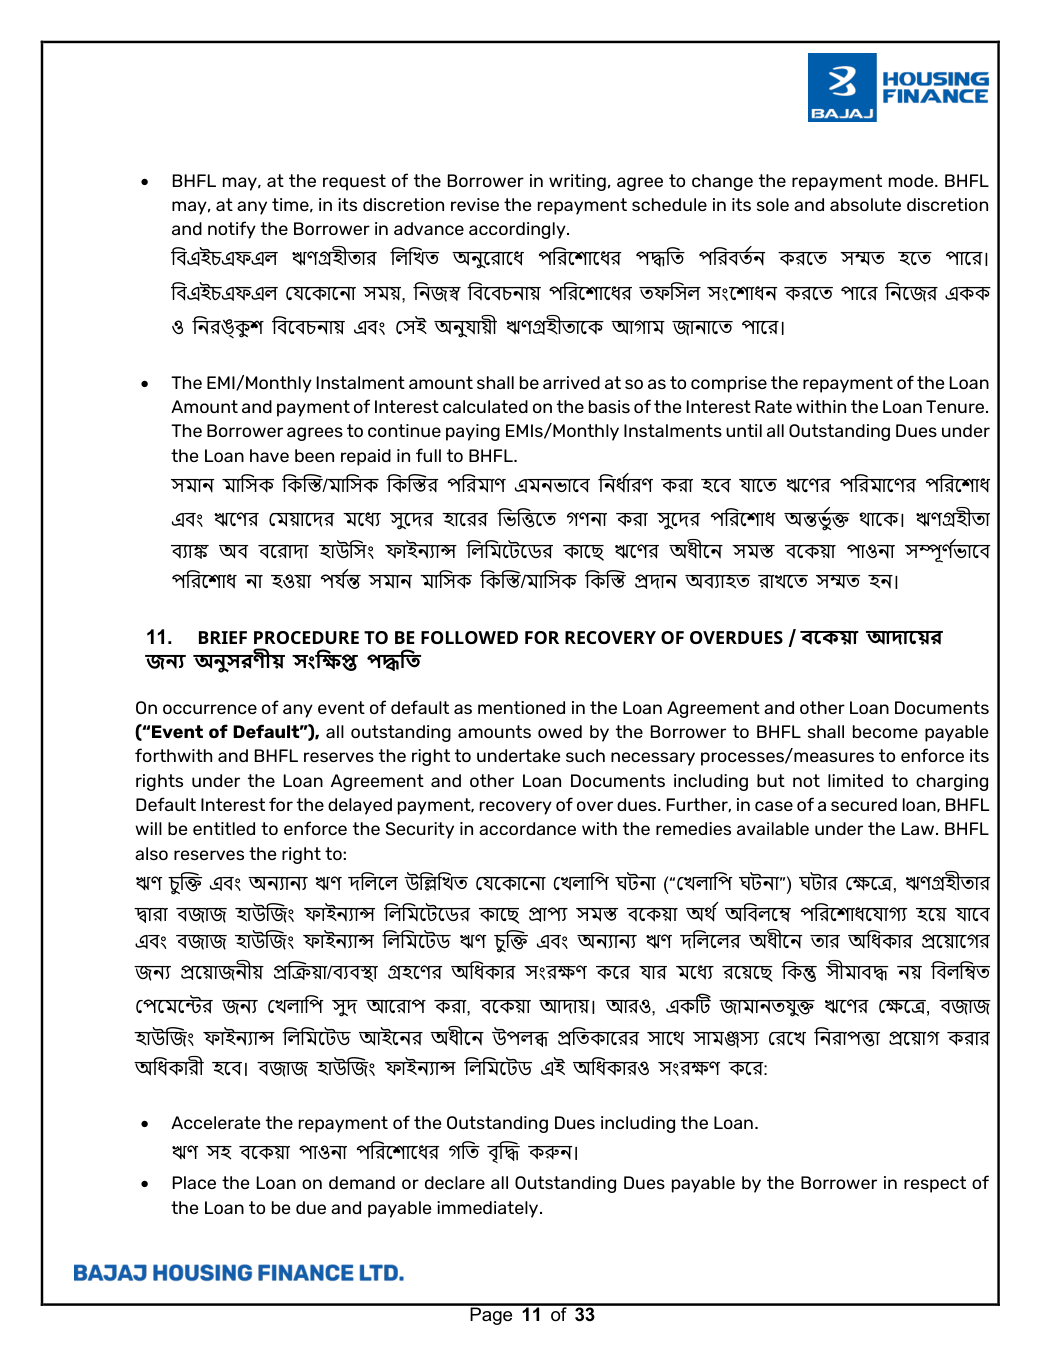 BAJAJ
HOUSING
FINANCE
• BHFL may, at the request of the Borrower in writing, agree to change the repayment mode. BHFL
may, at any time, in its discretion revise the repayment schedule in its sole and absolute discretion
and notify the Borrower in advance accordingly.
বিএইচএফএল ঋণগ্রহীতার লিখিত অনুরোধে পরিশোধের পদ্ধতি পরিবর্তন করতে সম্মত হতে পারে।
বিএইচএফএল যেকোনো সময়, নিজস্ব বিবেচনায় পরিশোধের তফসিল সংশোধন করতে পারে নিজের একক
ও নিরঙ্কুশ বিবেচনায় এবং সেই অনুযায়ী ঋণগ্রহীতাকে আগাম জানাতে পারে।
• The EMI/Monthly Instalment amount shall be arrived at so as to comprise the repayment of the Loan
Amount and payment of Interest calculated on the basis of the Interest Rate within the Loan Tenure.
The Borrower agrees to continue paying EMIs/Monthly Instalments until all Outstanding Dues under
the Loan have been repaid in full to BHFL.
সমান মাসিক কিস্তি/মাসিক কিস্তির পরিমাণ এমনভাবে নির্ধারণ করা হবে যাতে ঋণের পরিমাণের পরিশোধ
এবং ঋণের মেয়াদের মধ্যে সুদের হারের ভিত্তিতে গণনা করা সুদের পরিশোধ অন্তর্ভুক্ত থাকে। ঋণগ্রহীতা
ব্যাঙ্ক অব বরোদা হাউসিং ফাইন্যান্স লিমিটেডের কাছে ঋণের অধীনে সমস্ত বকেয়া পাওনা সম্পূর্ণভাবে
পরিশোধ না হওয়া পর্যন্ত সমান মাসিক কিস্তি/মাসিক কিস্তি প্রদান অব্যাহত রাখতে সম্মত হন।
11. BRIEF PROCEDURE TO BE FOLLOWED FOR RECOVERY OF OVERDUES / বকেয়া আদায়ের
জন্য অনুসরণীয় সংক্ষিপ্ত পদ্ধতি
On occurrence of any event of default as mentioned in the Loan Agreement and other Loan Documents
(“Event of Default”), all outstanding amounts owed by the Borrower to BHFL shall become payable
forthwith and BHFL reserves the right to undertake such necessary processes/measures to enforce its
rights under the Loan Agreement and other Loan Documents including but not limited to charging
Default Interest for the delayed payment, recovery of over dues. Further, in case of a secured loan, BHFL
will be entitled to enforce the Security in accordance with the remedies available under the Law. BHFL
also reserves the right to:
ঋণ চুক্তি এবং অন্যান্য ঋণ দলিলে উল্লিখিত যেকোনো খেলাপি ঘটনা (“খেলাপি ঘটনা”) ঘটার ক্ষেত্রে, ঋণগ্রহীতার
দ্বারা বজাজ হাউজিং ফাইন্যান্স লিমিটেডের কাছে প্রাপ্য সমস্ত বকেয়া অর্থ অবিলম্বে পরিশোধযোগ্য হয়ে যাবে
এবং বজাজ হাউজিং ফাইন্যান্স লিমিটেড ঋণ চুক্তি এবং অন্যান্য ঋণ দলিলের অধীনে তার অধিকার প্রয়োগের
জন্য প্রয়োজনীয় প্রক্রিয়া/ব্যবস্থা গ্রহণের অধিকার সংরক্ষণ করে যার মধ্যে রয়েছে কিন্তু সীমাবদ্ধ নয় বিলম্বিত
পেমেন্টের জন্য খেলাপি সুদ আরোপ করা, বকেয়া আদায়। আরও, একটি জামানতযুক্ত ঋণের ক্ষেত্রে, বজাজ
হাউজিং ফাইন্যান্স লিমিটেড আইনের অধীনে উপলব্ধ প্রতিকারের সাথে সামঞ্জস্য রেখে নিরাপত্তা প্রয়োগ করার
অধিকারী হবে। বজাজ হাউজিং ফাইন্যান্স লিমিটেড এই অধিকারও সংরক্ষণ করে:
• Accelerate the repayment of the Outstanding Dues including the Loan.
ঋণ সহ বকেয়া পাওনা পরিশোধের গতি বৃদ্ধি করুন।
• Place the Loan on demand or declare all Outstanding Dues payable by the Borrower in respect of
the Loan to be due and payable immediately.
BAJAJ HOUSING FINANCE LTD.
Page 11 of 33